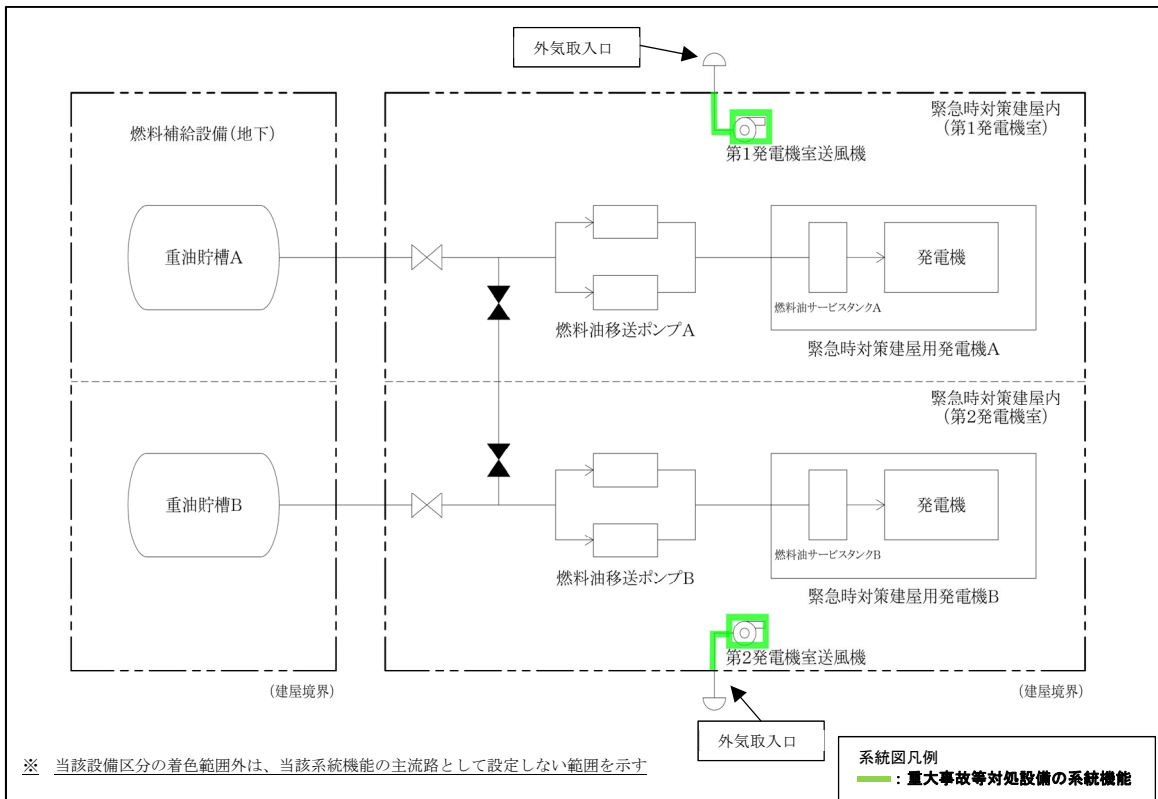 外気取入口
燃料補給設備(地下)
緊急時対策建屋内
(第1発電機室)
第1発電機室送風機
重油貯槽A
発電機
燃料油サービスタンクA
燃料油移送ポンプA
緊急時対策建屋用発電機A
緊急時対策建屋内
(第2発電機室)
重油貯槽B
発電機
燃料油サービスタンクB
燃料油移送ポンプB
緊急時対策建屋用発電機B
第2発電機室送風機
(建屋境界)
(建屋境界)
外気取入口
※ 当該設備区分の着色範囲外は、当該系統機能の主流路として設定しない範囲を示す
系統図凡例
:重大事故等対処設備の系統機能